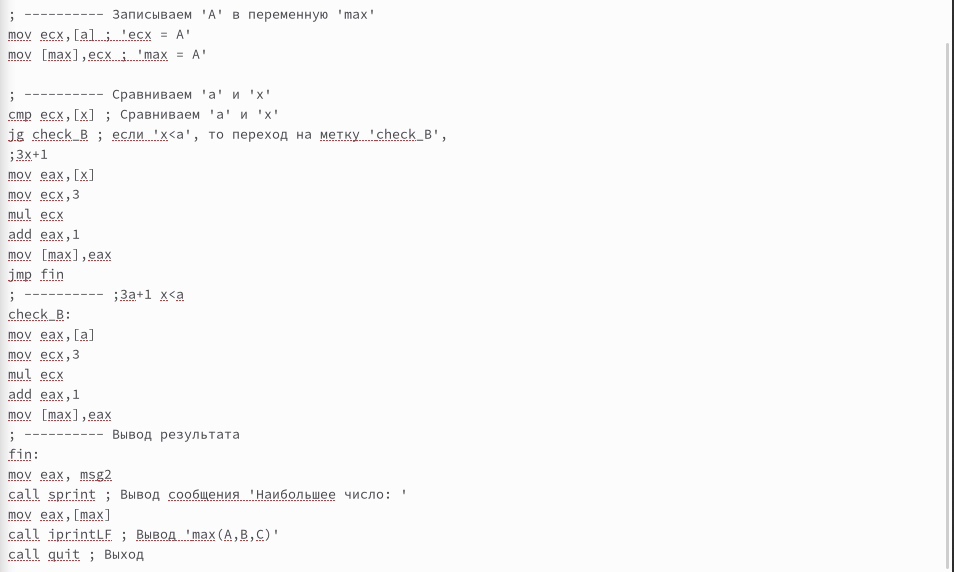 ; ---------- Записываем 'A' в переменную 'max'
mov ecx,[a] ; 'ecx = A'
mov [max],ecx ; 'max = A'
; ---------- Сравниваем 'a' и 'x'
cmp ecx,[x] ; Сравниваем 'a' и 'x'
jg check_B ; если 'x<a', то переход на метку 'check_B',
;3x+1
mov eax,[x]
mov ecx,3
mul ecx
add eax,1
mov [max],eax
jmp fin
; ---------- ;3a+1 x<a
check_B:
mov eax,[a]
mov ecx,3
mul ecx
add eax,1
mov [max],eax
; ---------- Вывод результата
fin:
mov eax, msg2
call sprint ; Вывод сообщения 'Наибольшее число: '
mov eax,[max]
call iprintLF ; Вывод 'max(A,B,C)'
call quit ; Выход